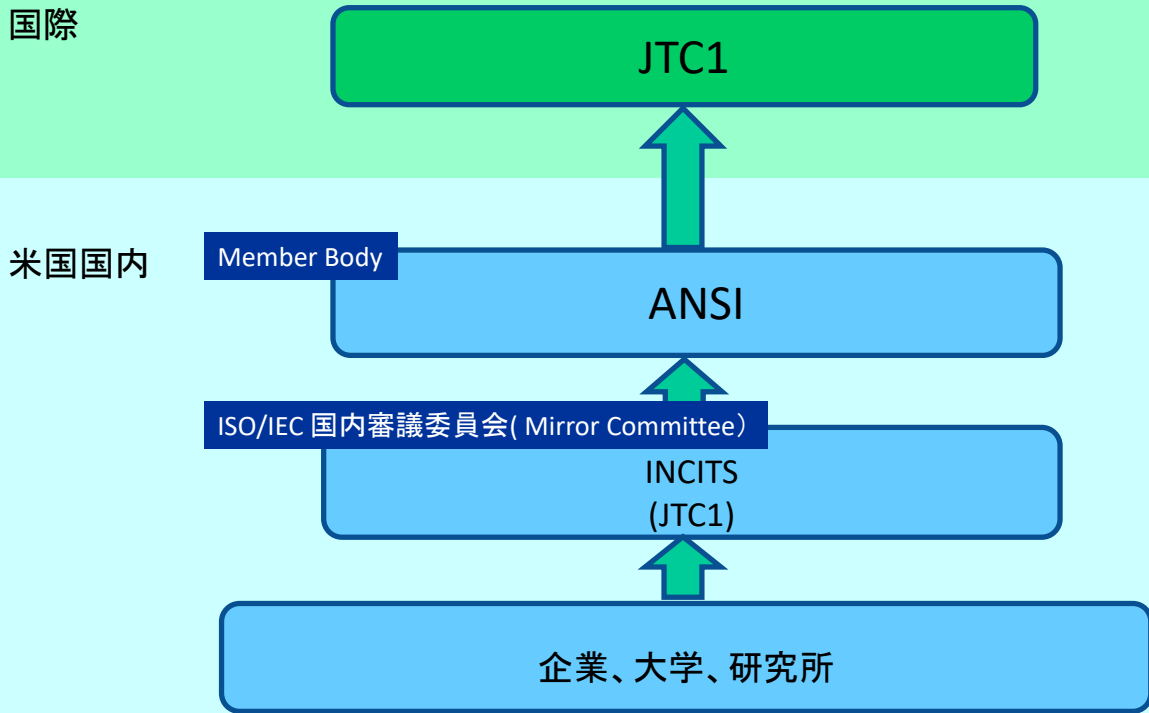 国際
JTC1
米国国内
Member Body
ANSI
ISO/IEC 国内審議委員会( Mirror Committee）
INCITS
(JTC1)
企業、大学、研究所